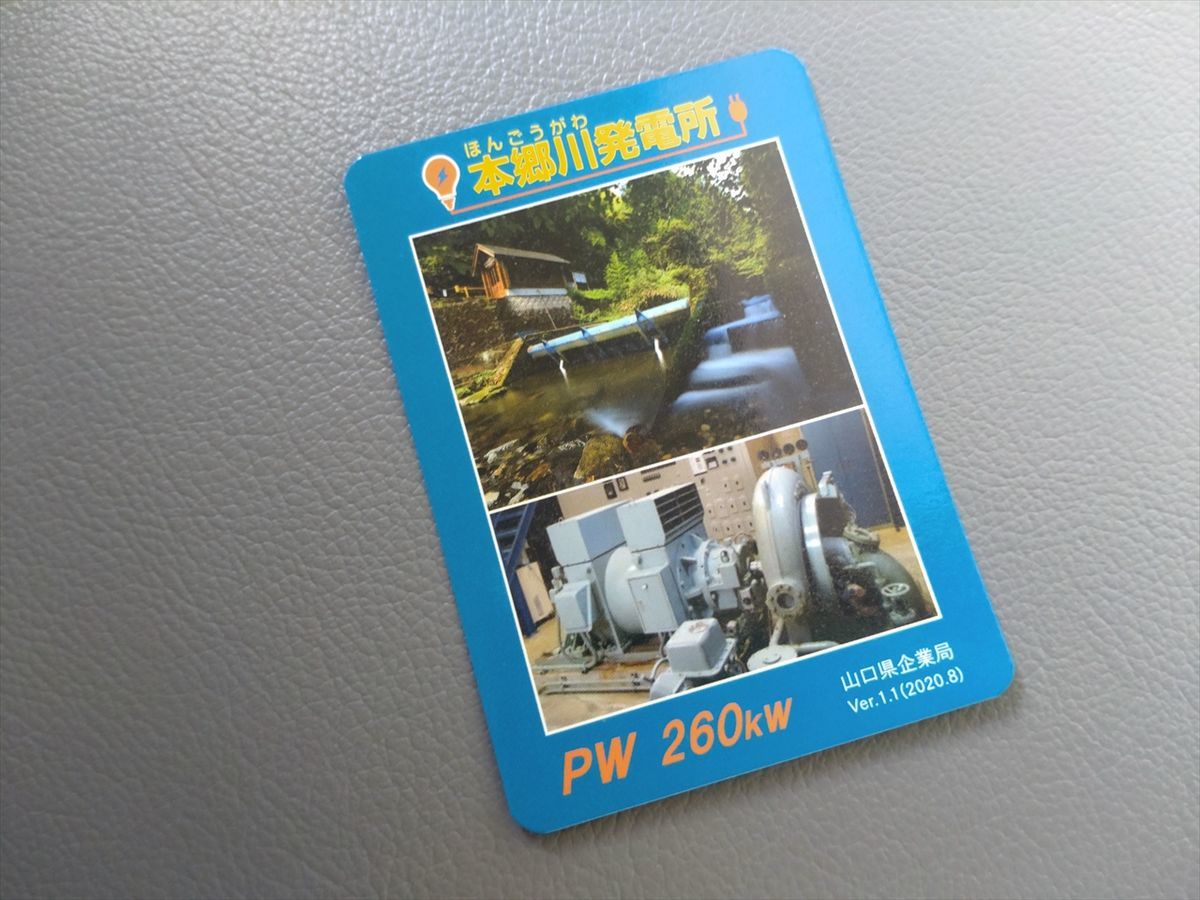 ほんごうがわ
本郷川発電所
PW 260kW
山口県企業局
Ver.1.1(2020.8)